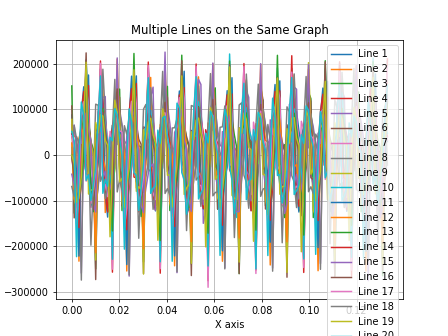 Multiple Lines on the Same Graph
200000
100000
0
−100000
−200000
−300000
0.00
0.02
0.04
0.06
0.08
0.10
X axis
Line 1
Line 2
Line 3
Line 4
Line 5
Line 6
Line 7
Line 8
Line 9
Line 10
Line 11
Line 12
Line 13
Line 14
Line 15
Line 16
Line 17
Line 18
Line 19
Line 20